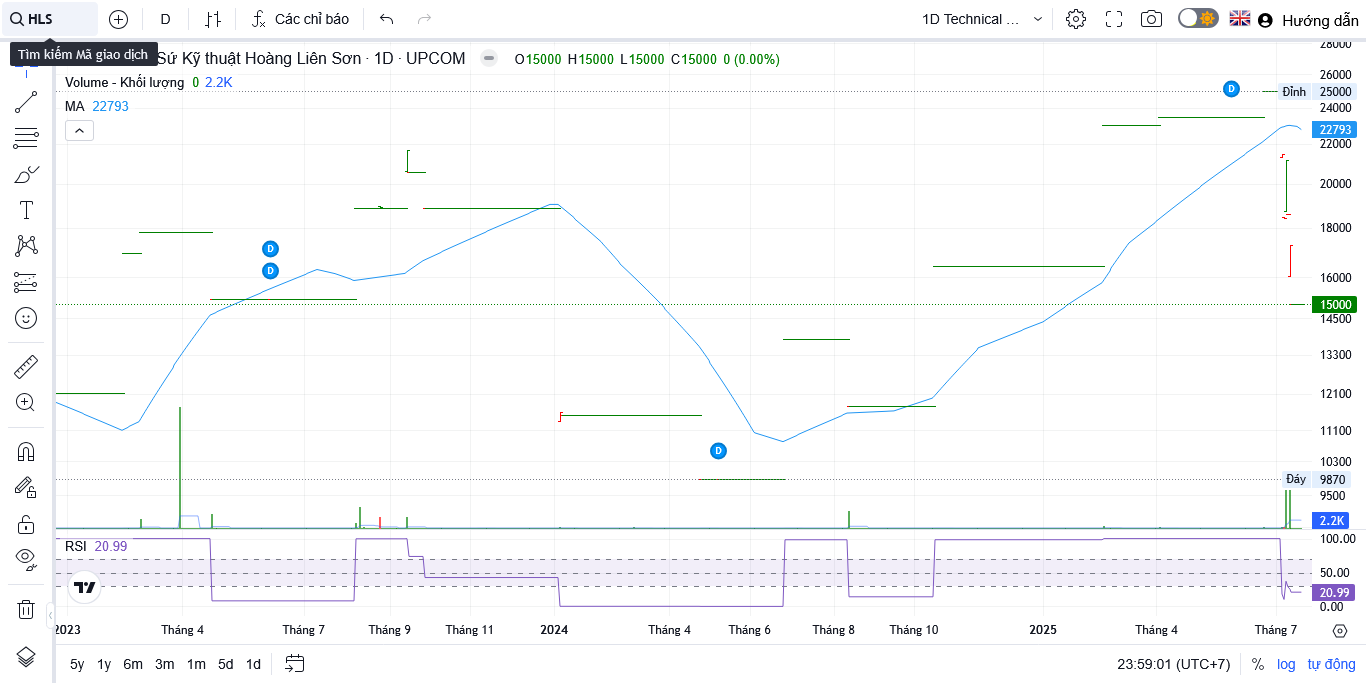 HLS D Các chỉ báo 1D Technical ... Hướng dẫn
Tìm kiếm Mã giao dịch Sứ Kỹ thuật Hoàng Liên Sơn · 1D · UPCOM O15000 H15000 L15000 C15000 0 (0.00%)
Volume - Khối lượng 0 2.2K
MA 22793
28000
26000
D
Đỉnh 25000
24000
22793
22000
20000
18000
D
D
16000
15000
14500
13300
12100
11100
D
10300
Đáy 9870
9500
2.2K
RSI 20.99
100.00
50.00
20.99
0.00
2023 Tháng 4 Tháng 7 Tháng 9 Tháng 11 2024 Tháng 4 Tháng 6 Tháng 8 Tháng 10 2025 Tháng 4 Tháng 7
5y 1y 6m 3m 1m 5d 1d 23:59:01 (UTC+7) % log tự động